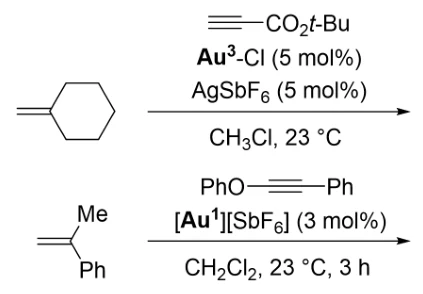 CO₂t-Bu
Au³-Cl (5 mol%)
AgSbF₆ (5 mol%)
CH₃Cl, 23 °C
PhO Ph
[Au¹][SbF₆] (3 mol%)
Me
Ph
CH₂Cl₂, 23 °C, 3 h